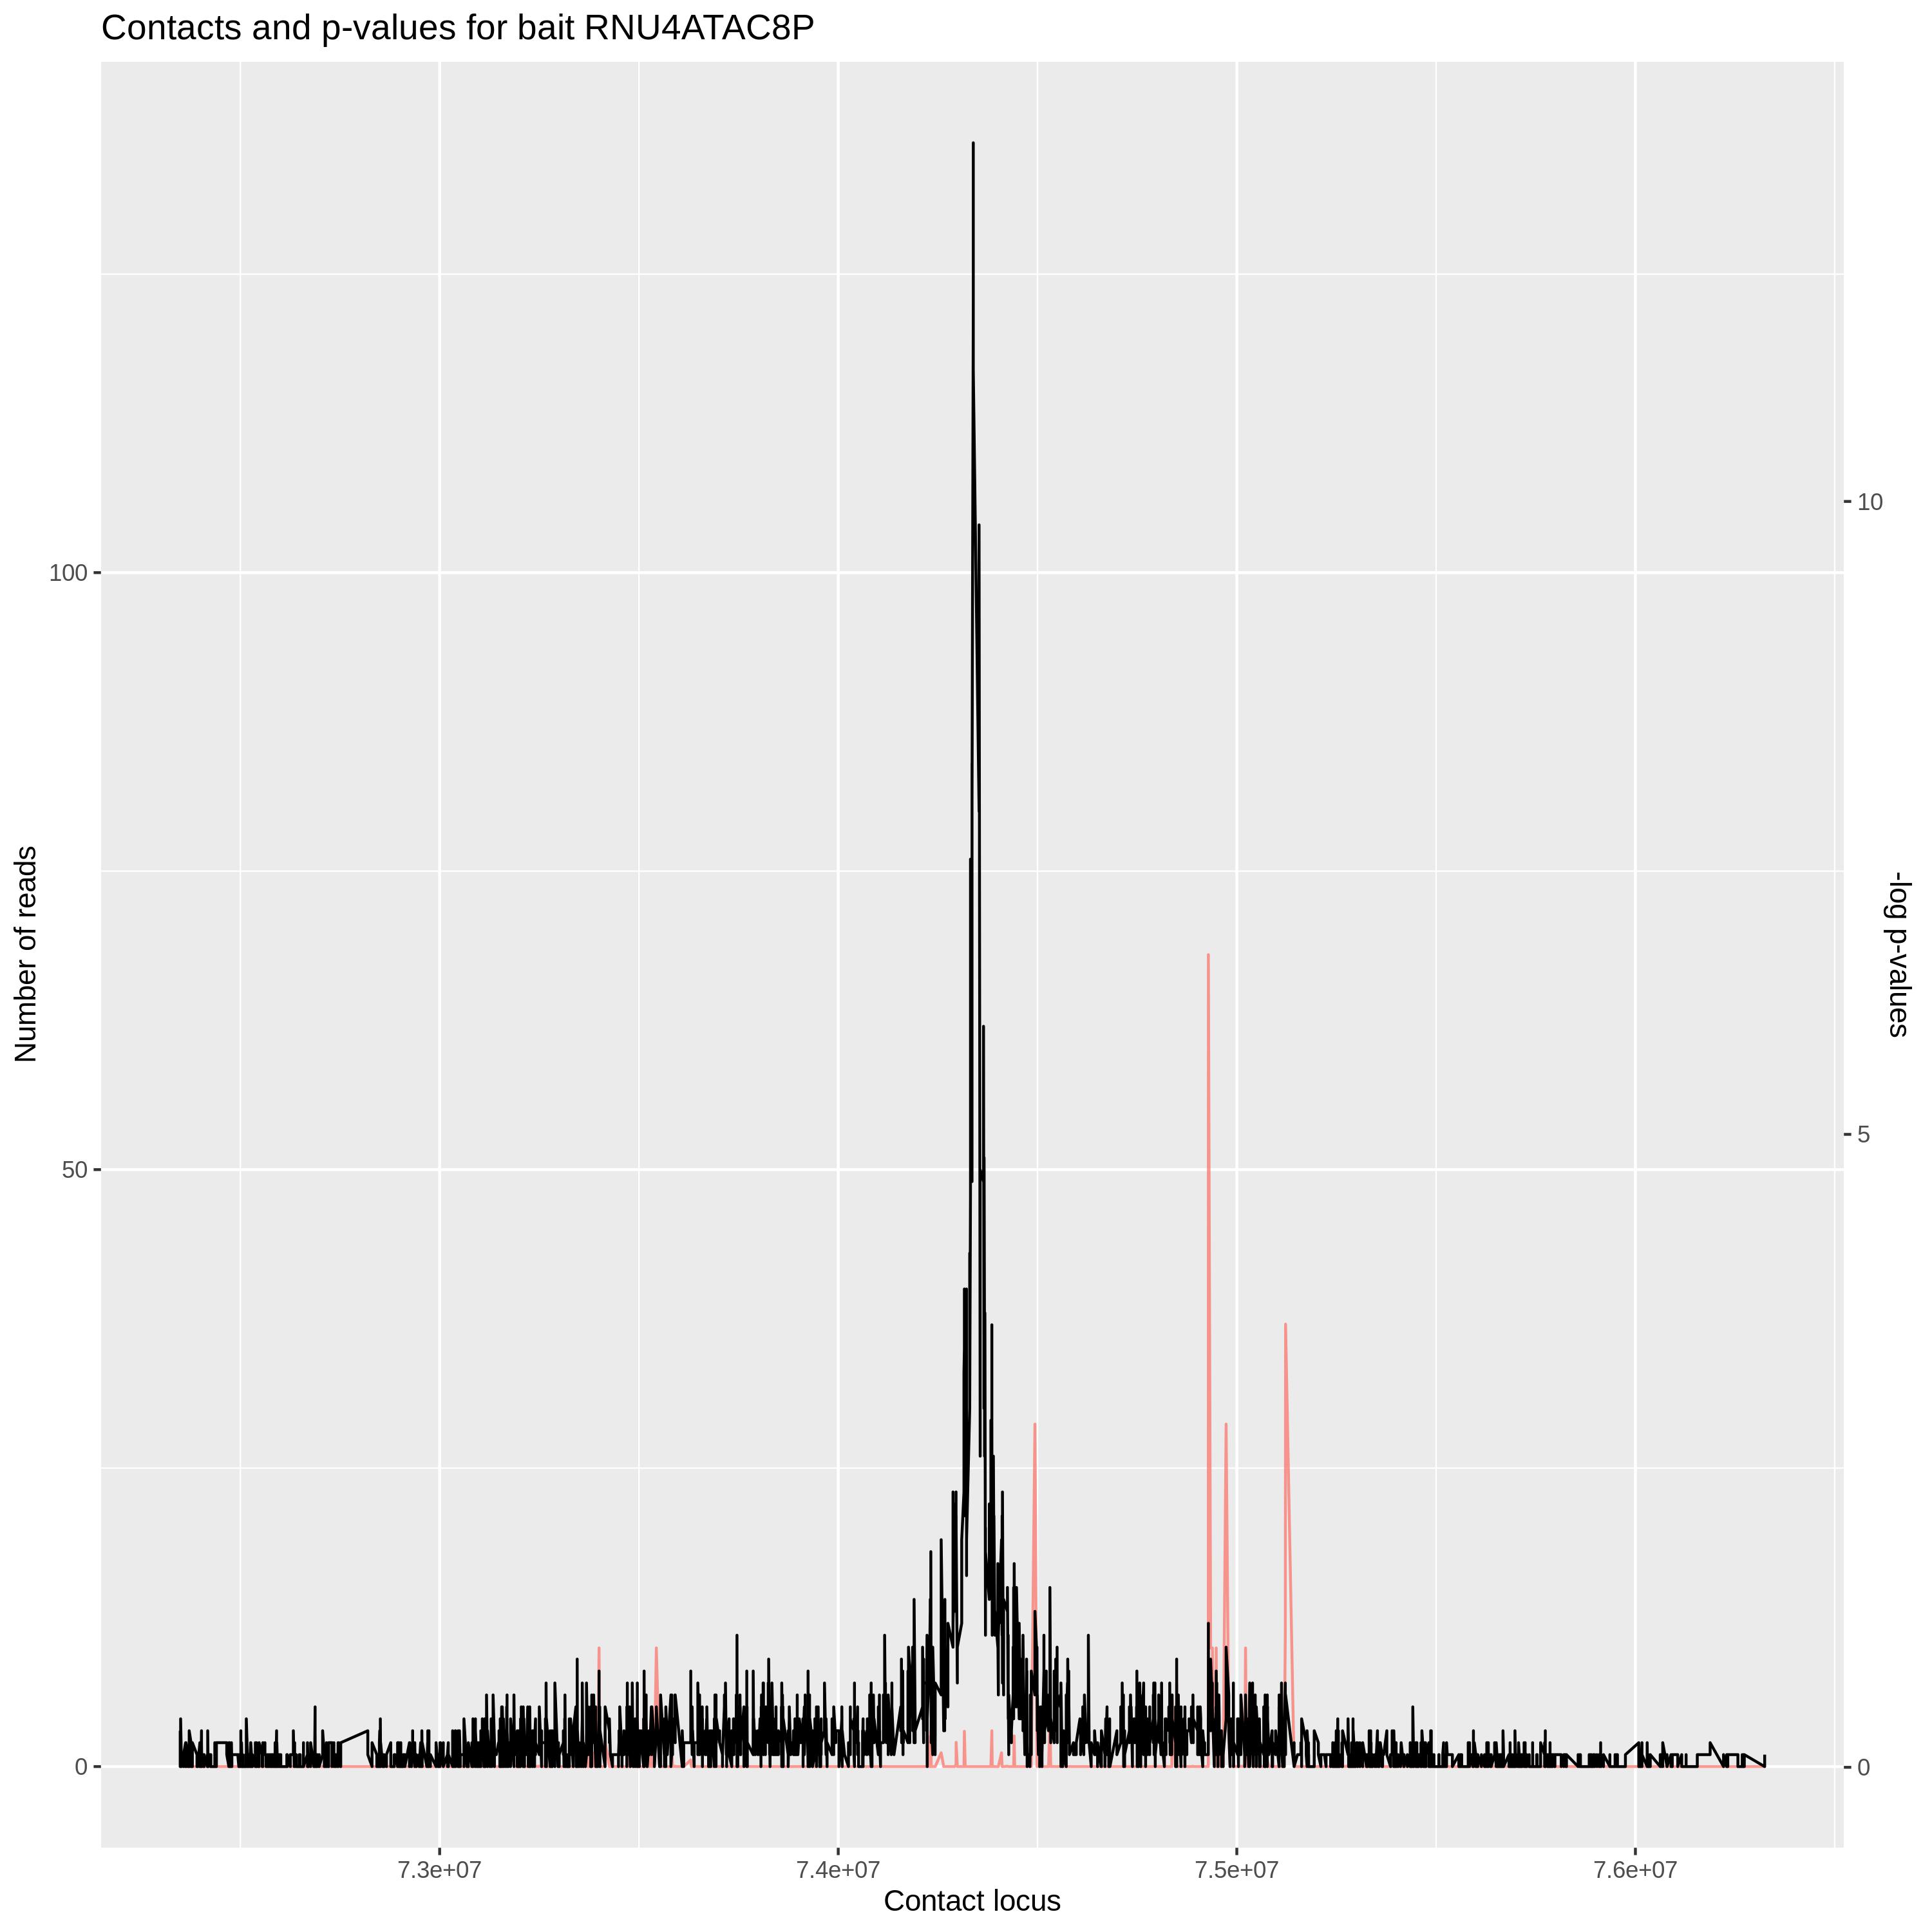 Contacts and p-values for bait RNU4ATAC8P
Number of reads
100
50
0
10
5
0
-log p-values
7.3e+07
7.4e+07
7.5e+07
7.6e+07
Contact locus